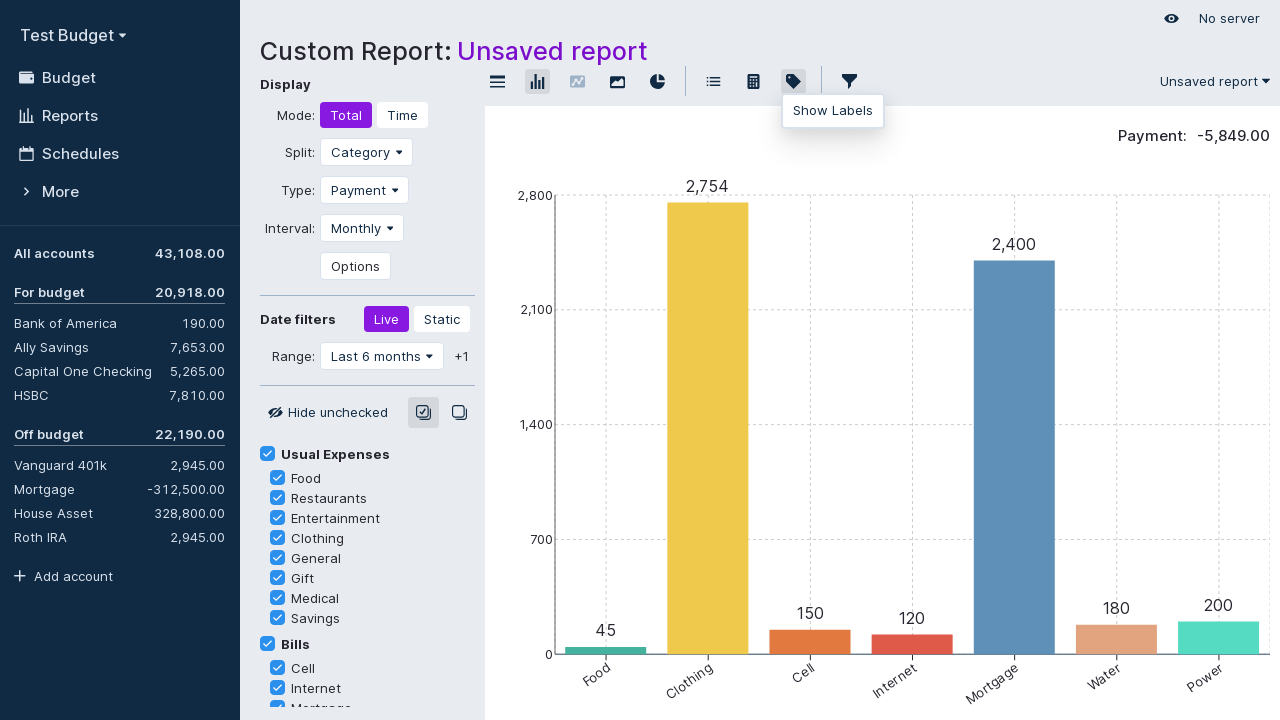 Test Budget
Budget
Reports
Schedules
More
All accounts 43,108.00
For budget 20,918.00
Bank of America 190.00
Ally Savings 7,653.00
Capital One Checking 5,265.00
HSBC 7,810.00
Off budget 22,190.00
Vanguard 401k 2,945.00
Mortgage -312,500.00
House Asset 328,800.00
Roth IRA 2,945.00
Add account
No server
Custom Report: Unsaved report
Display
Mode: Total Time
Split: Category
Type: Payment
Interval: Monthly
Options
Date filters Live Static
Range: Last 6 months +1
Hide unchecked
Usual Expenses
Food
Restaurants
Entertainment
Clothing
General
Gift
Medical
Savings
Bills
Cell
Internet
Mortgage
Unsaved report
Show Labels
Payment: -5,849.00
2,800
2,100
1,400
700
0
45
2,754
150
120
2,400
180
200
Food
Clothing
Cell
Internet
Mortgage
Water
Power